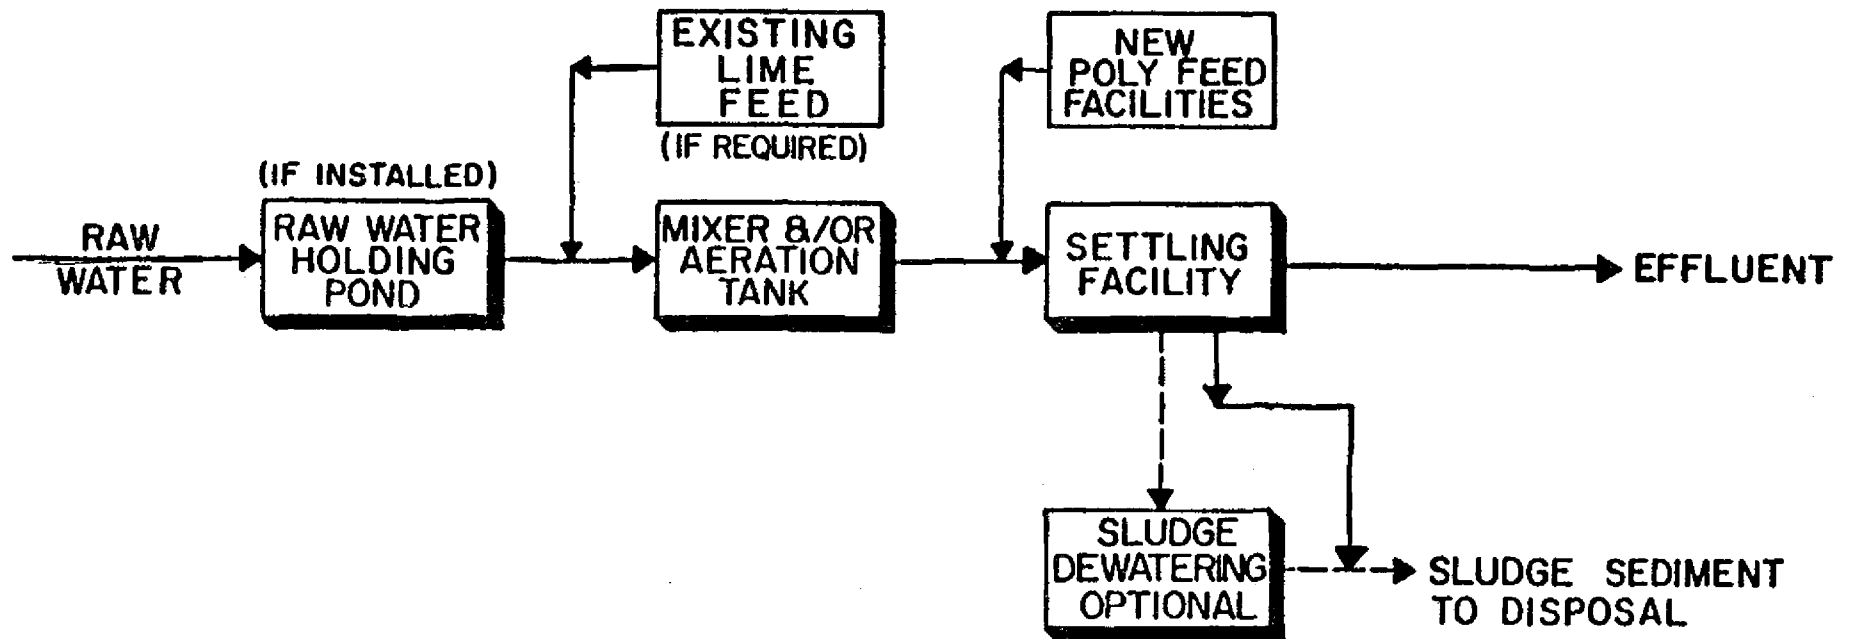 EXISTING
LIME
FEED
(IF REQUIRED)
NEW
POLY FEED
FACILITIES
(IF INSTALLED)
RAW
WATER
RAW WATER
HOLDING
POND
MIXER &/OR
AERATION
TANK
SETTLING
FACILITY
EFFLUENT
SLUDGE
DEWATERING
OPTIONAL
SLUDGE SEDIMENT
TO DISPOSAL